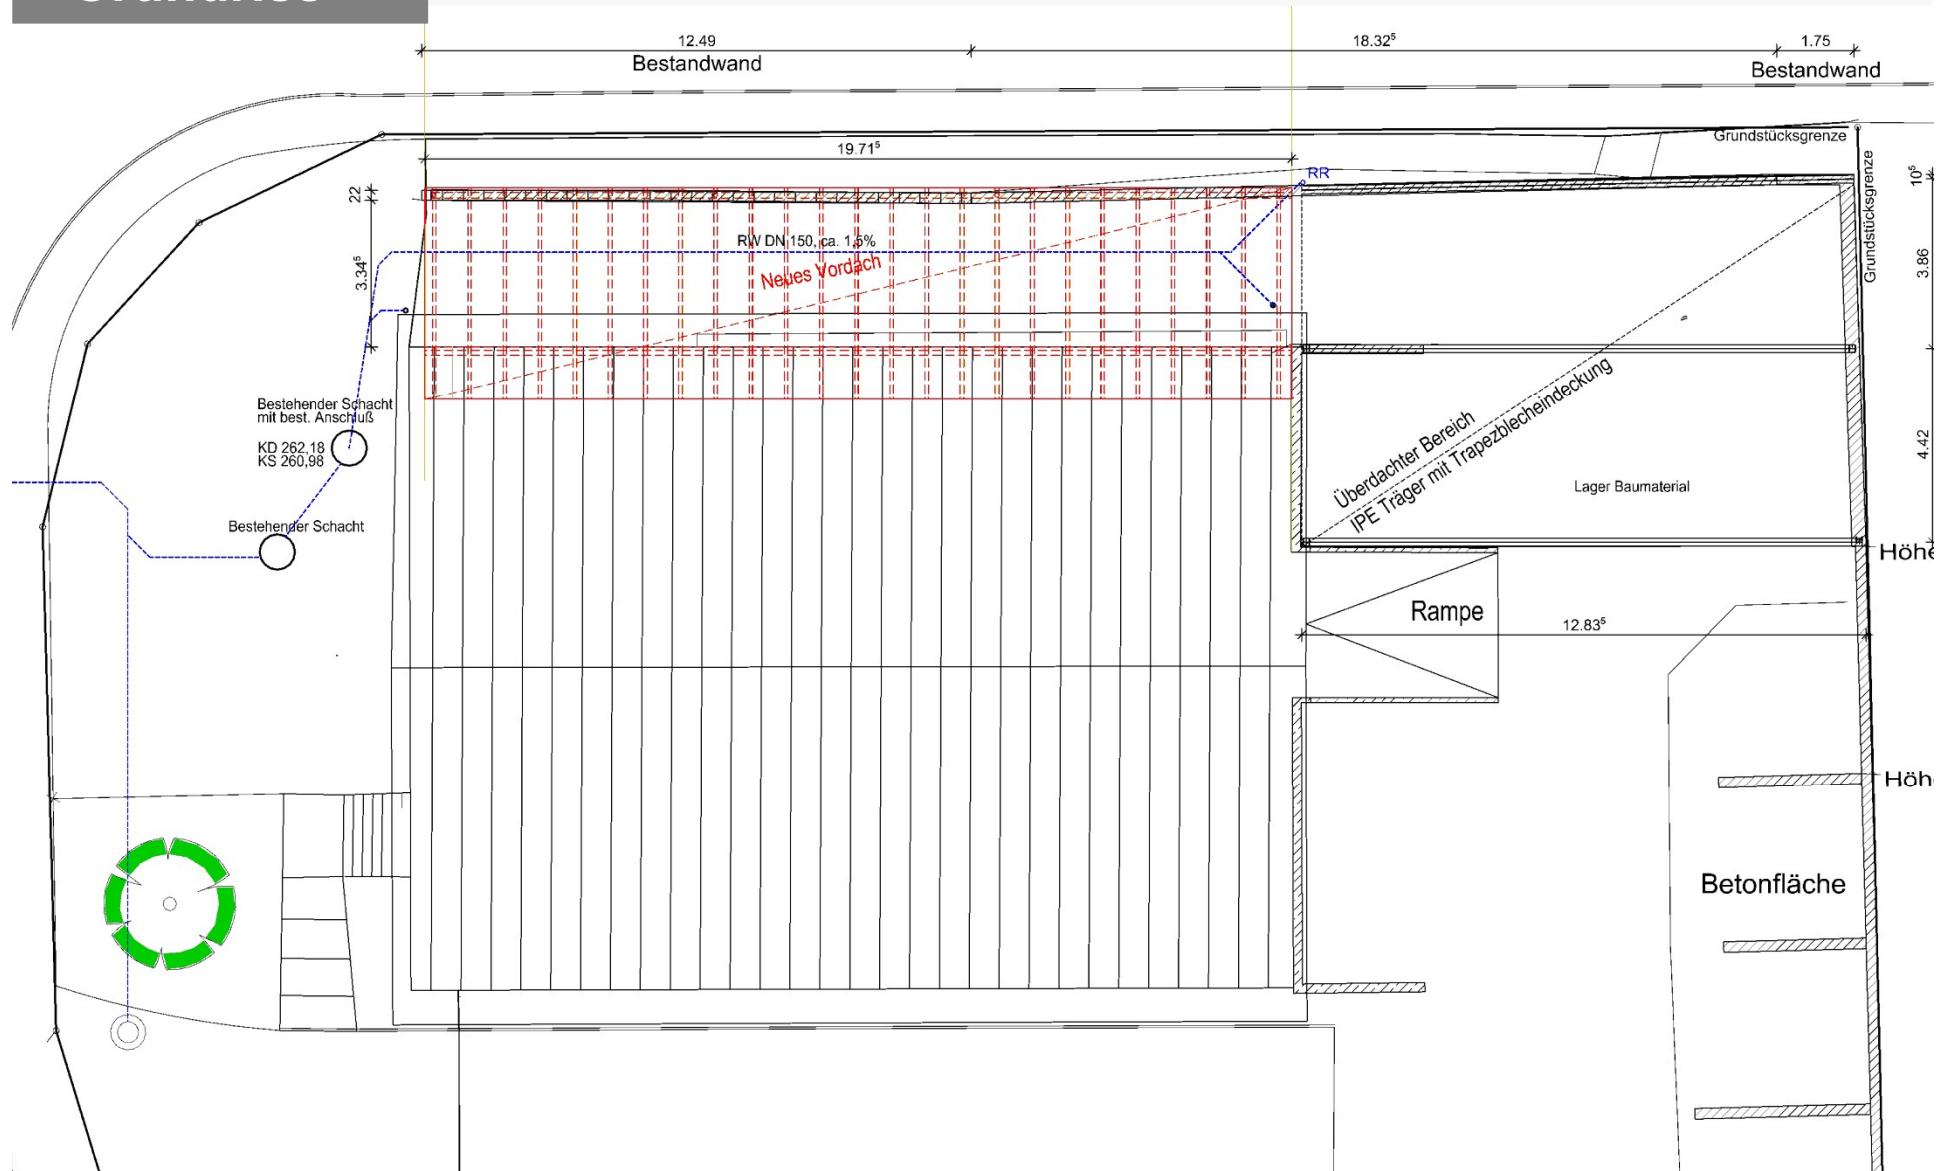 12.49
18.32⁵
1.75
Bestandwand
Bestandwand
Grundstücksgrenze
19.71⁵
RR
Grundstücksgrenze
10⁵
22
RW DN 150, ca. 1,5%
3.86
3.34⁵
Neues Vordach
Bestehender Schacht
mit best. Anschluß
KD 262,18
KS 260,98
Überdachter Bereich
IPE Träger mit Trapezblecheindeckung
4.42
Lager Baumaterial
Bestehender Schacht
Höhe
Rampe
12.83⁵
Höhe
Betonfläche